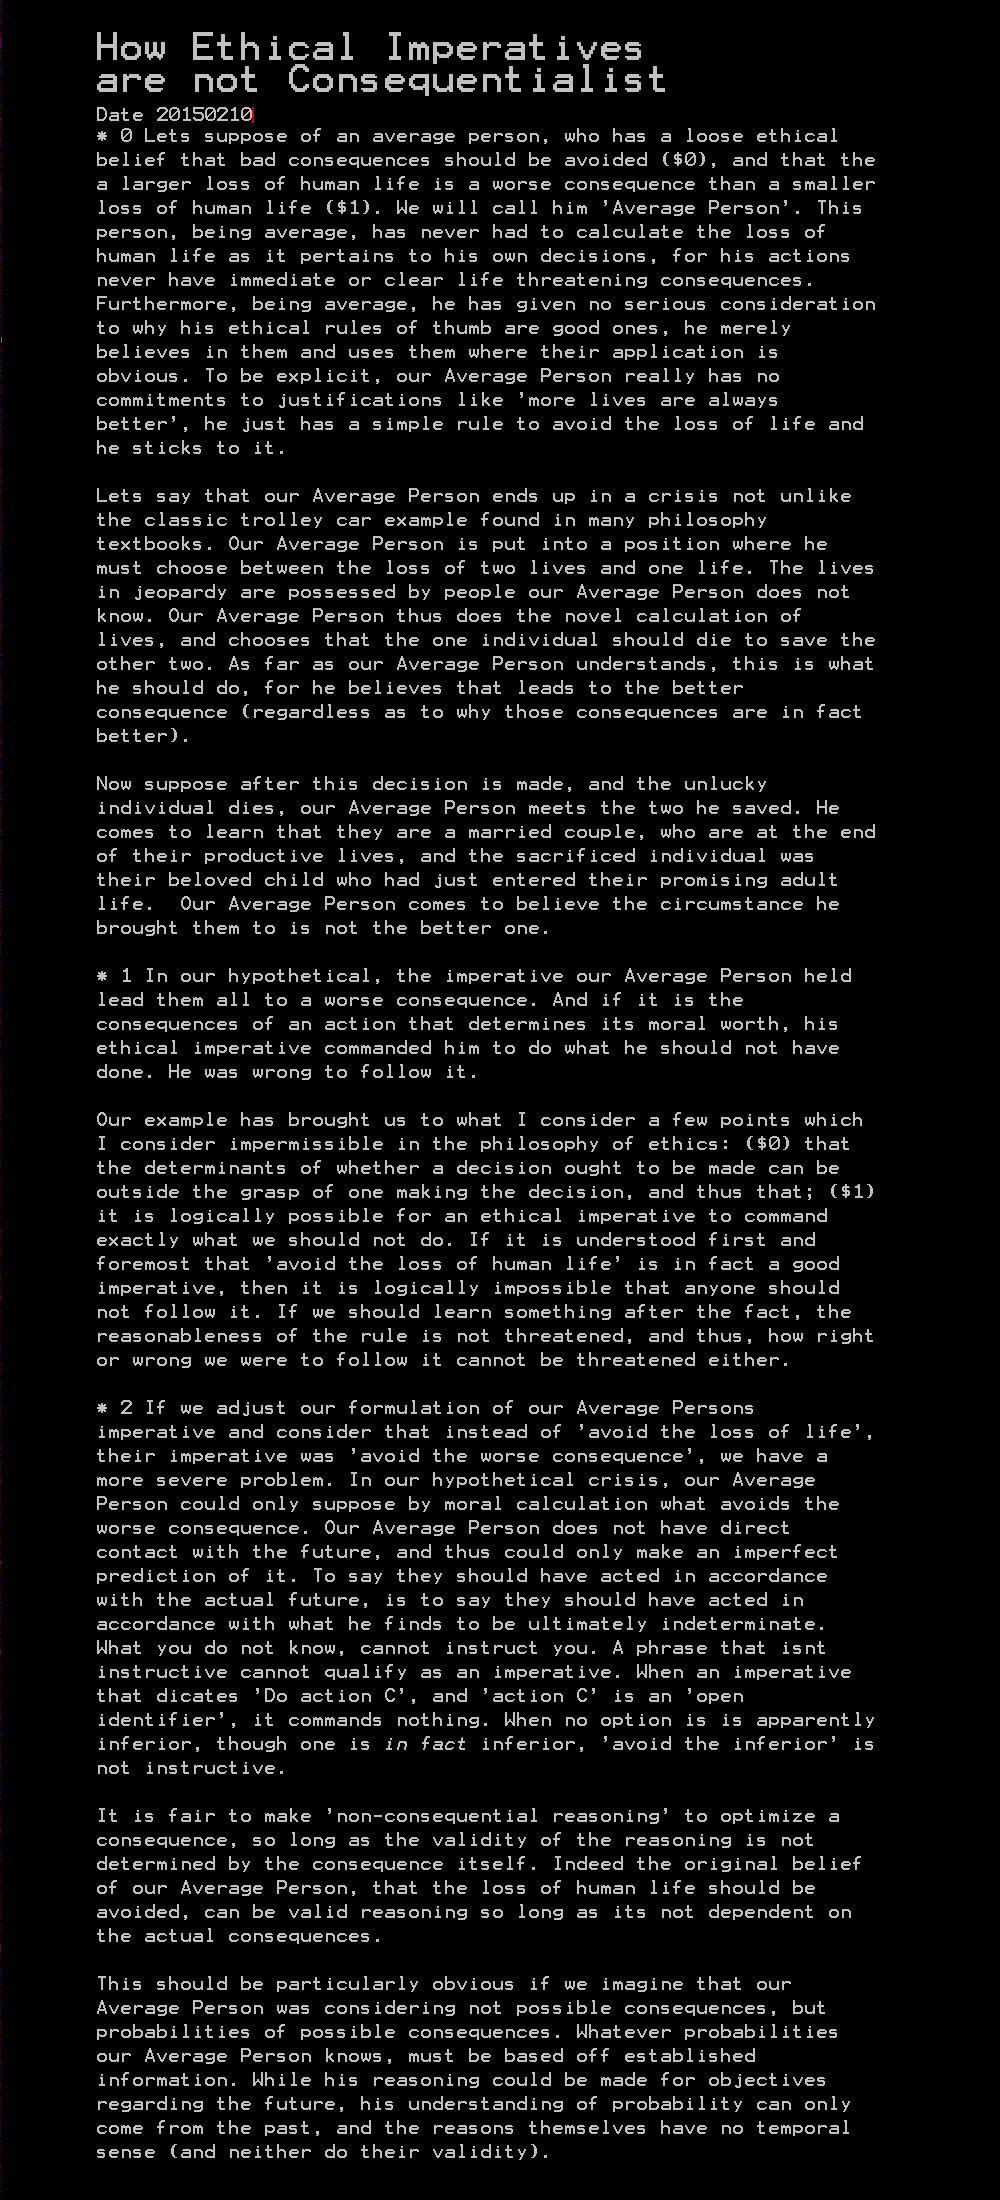 How Ethical Imperatives
are not Consequentialist
Date 20150210
* 0 Lets suppose of an average person, who has a loose ethical
belief that bad consequences should be avoided ($0), and that the
a larger loss of human life is a worse consequence than a smaller
loss of human life ($1). We will call him 'Average Person'. This
person, being average, has never had to calculate the loss of
human life as it pertains to his own decisions, for his actions
never have immediate or clear life threatening consequences.
Furthermore, being average, he has given no serious consideration
to why his ethical rules of thumb are good ones, he merely
believes in them and uses them where their application is
obvious. To be explicit, our Average Person really has no
commitments to justifications like 'more lives are always
better', he just has a simple rule to avoid the loss of life and
he sticks to it.
Lets say that our Average Person ends up in a crisis not unlike
the classic trolley car example found in many philosophy
textbooks. Our Average Person is put into a position where he
must choose between the loss of two lives and one life. The lives
in jeopardy are possessed by people our Average Person does not
know. Our Average Person thus does the novel calculation of
lives, and chooses that the one individual should die to save the
other two. As far as our Average Person understands, this is what
he should do, for he believes that leads to the better
consequence (regardless as to why those consequences are in fact
better).
Now suppose after this decision is made, and the unlucky
individual dies, our Average Person meets the two he saved. He
comes to learn that they are a married couple, who are at the end
of their productive lives, and the sacrificed individual was
their beloved child who had just entered their promising adult
life.  Our Average Person comes to believe the circumstance he
brought them to is not the better one.
* 1 In our hypothetical, the imperative our Average Person held
lead them all to a worse consequence. And if it is the
consequences of an action that determines its moral worth, his
ethical imperative commanded him to do what he should not have
done. He was wrong to follow it.
Our example has brought us to what I consider a few points which
I consider impermissible in the philosophy of ethics: ($0) that
the determinants of whether a decision ought to be made can be
outside the grasp of one making the decision, and thus that; ($1)
it is logically possible for an ethical imperative to command
exactly what we should not do. If it is understood first and
foremost that 'avoid the loss of human life' is in fact a good
imperative, then it is logically impossible that anyone should
not follow it. If we should learn something after the fact, the
reasonableness of the rule is not threatened, and thus, how right
or wrong we were to follow it cannot be threatened either.
* 2 If we adjust our formulation of our Average Persons
imperative and consider that instead of 'avoid the loss of life',
their imperative was 'avoid the worse consequence', we have a
more severe problem. In our hypothetical crisis, our Average
Person could only suppose by moral calculation what avoids the
worse consequence. Our Average Person does not have direct
contact with the future, and thus could only make an imperfect
prediction of it. To say they should have acted in accordance
with the actual future, is to say they should have acted in
accordance with what he finds to be ultimately indeterminate.
What you do not know, cannot instruct you. A phrase that isnt
instructive cannot qualify as an imperative. When an imperative
that dicates 'Do action C', and 'action C' is an 'open
identifier', it commands nothing. When no option is is apparently
inferior, though one is in fact inferior, 'avoid the inferior' is
not instructive.
It is fair to make 'non-consequential reasoning' to optimize a
consequence, so long as the validity of the reasoning is not
determined by the consequence itself. Indeed the original belief
of our Average Person, that the loss of human life should be
avoided, can be valid reasoning so long as its not dependent on
the actual consequences.
This should be particularly obvious if we imagine that our
Average Person was considering not possible consequences, but
probabilities of possible consequences. Whatever probabilities
our Average Person knows, must be based off established
information. While his reasoning could be made for objectives
regarding the future, his understanding of probability can only
come from the past, and the reasons themselves have no temporal
sense (and neither do their validity).